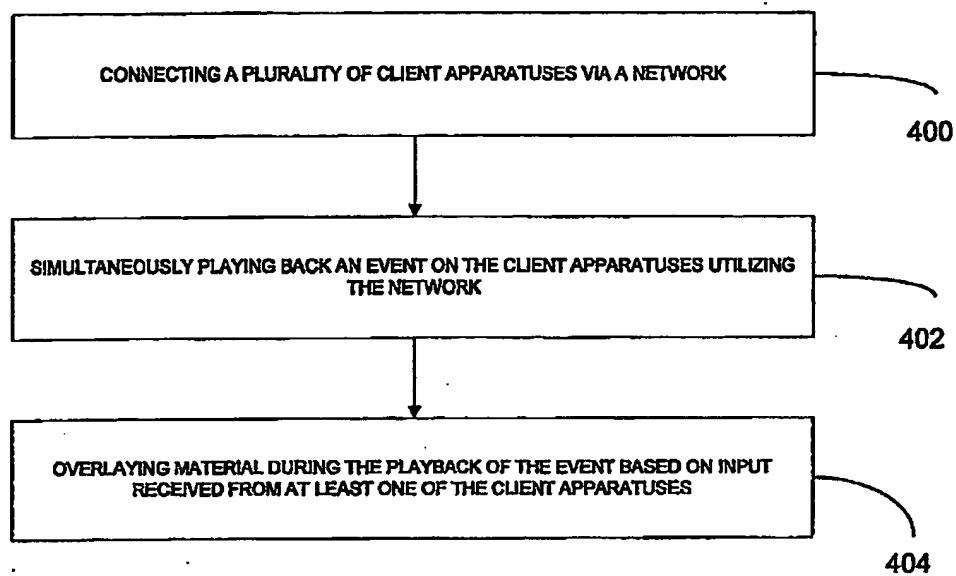 CONNECTING A PLURALITY OF CLIENT APPARATUSES VIA A NETWORK
400
SIMULTANEOUSLY PLAYING BACK AN EVENT ON THE CLIENT APPARATUSES UTILIZING
THE NETWORK
402
OVERLAYING MATERIAL DURING THE PLAYBACK OF THE EVENT BASED ON INPUT
RECEIVED FROM AT LEAST ONE OF THE CLIENT APPARATUSES
404